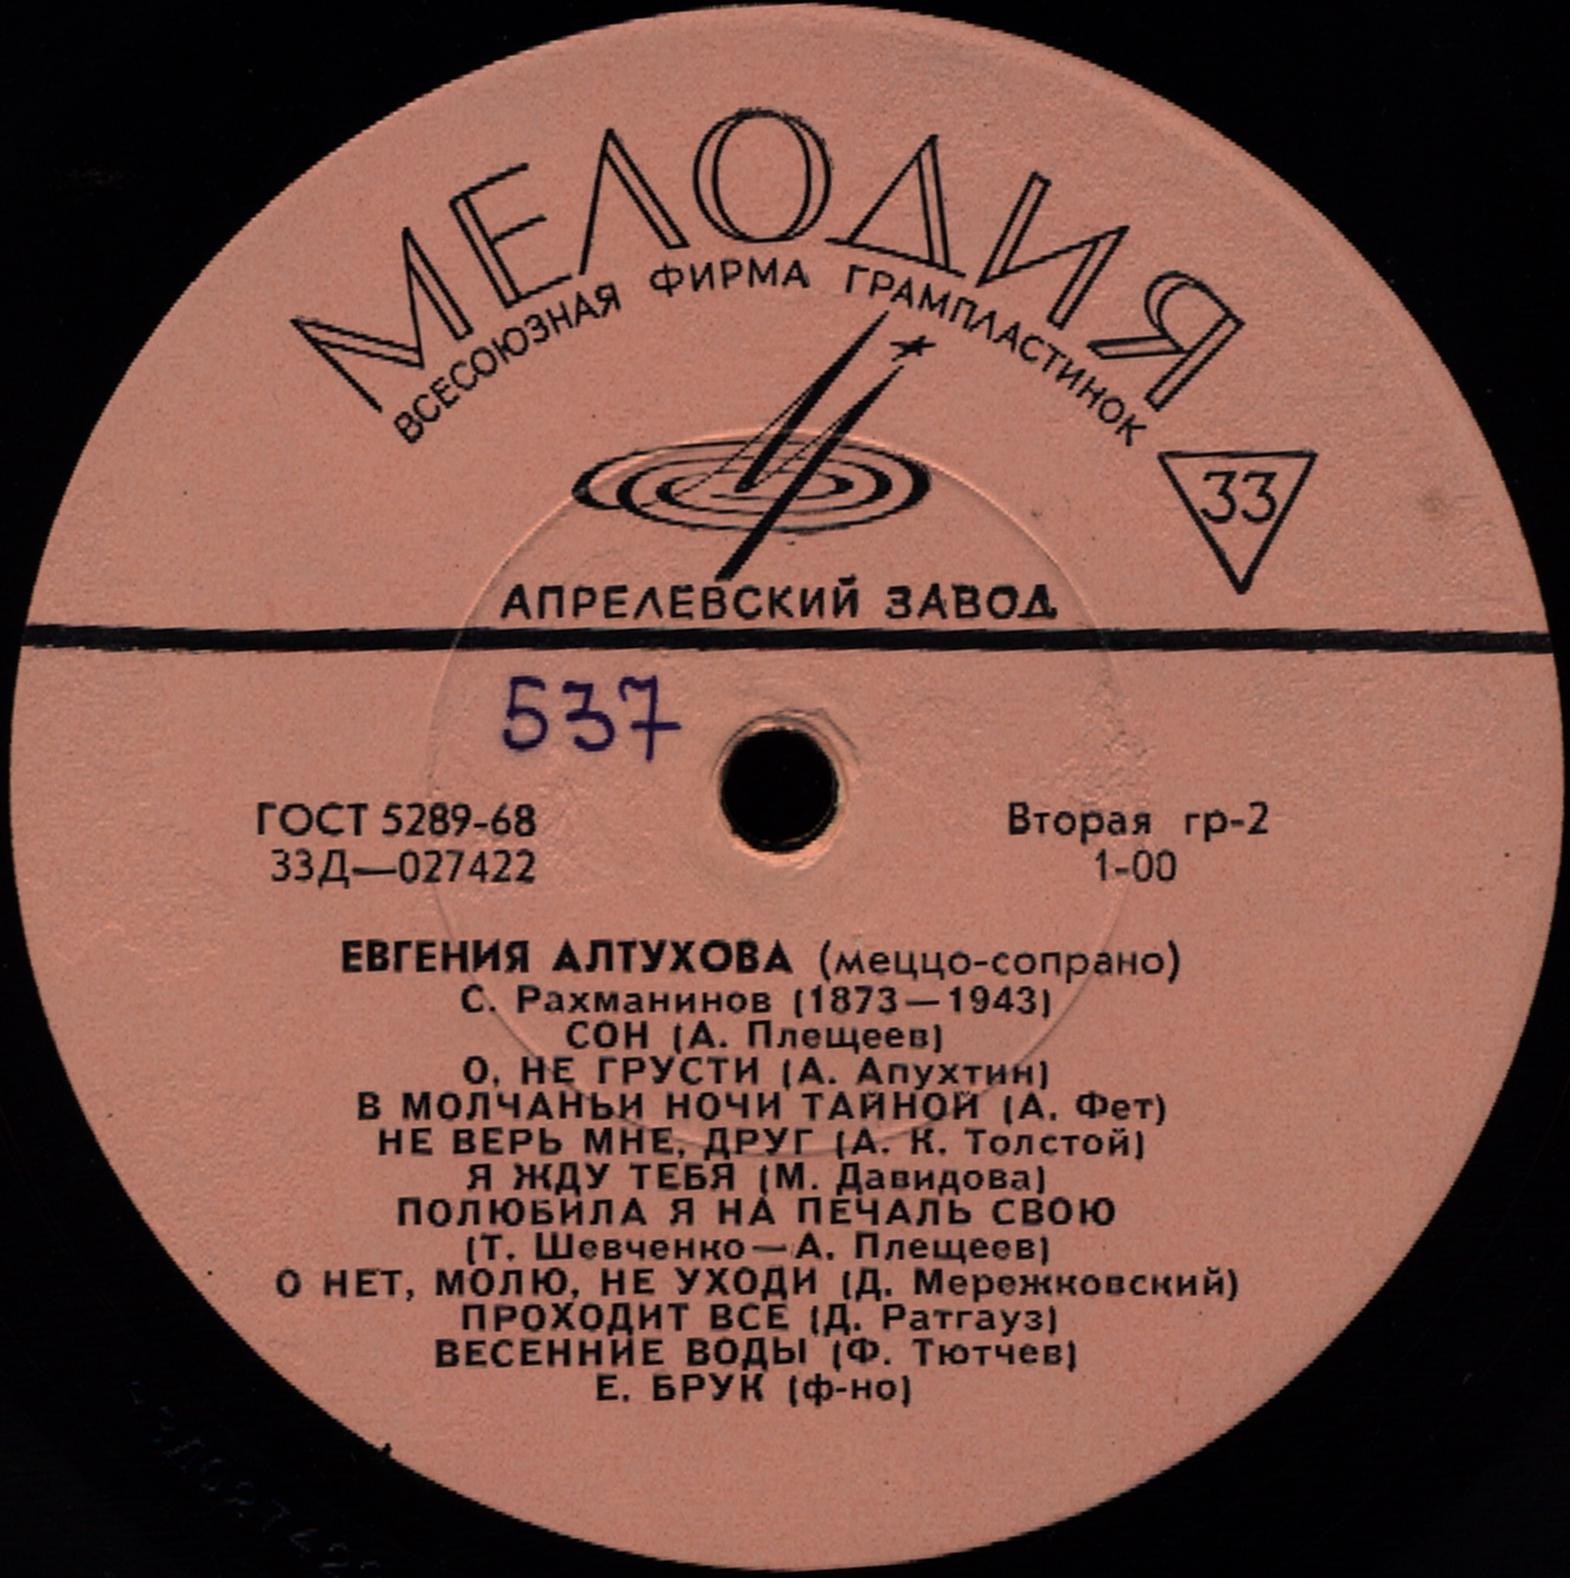 МЕЛОДИЯ
ВСЕСОЮЗНАЯ ФИРМА ГРАМПЛАСТИНОК
33
АПРЕЛЕВСКИЙ ЗАВОД
537
ГОСТ 5289-68
33Д—027422
Вторая гр-2
1-00
ЕВГЕНИЯ АЛТУХОВА (меццо-сопрано)
С. Рахманинов (1873—1943)
СОН (А. Плещеев)
О, НЕ ГРУСТИ (А. Апухтин)
В МОЛЧАНЬИ НОЧИ ТАЙНОЙ (А. Фет)
НЕ ВЕРЬ МНЕ, ДРУГ (А. К. Толстой)
Я ЖДУ ТЕБЯ (М. Давидова)
ПОЛЮБИЛА Я НА ПЕЧАЛЬ СВОЮ
(Т. Шевченко—А. Плещеев)
О НЕТ, МОЛЮ, НЕ УХОДИ (Д. Мережковский)
ПРОХОДИТ ВСЕ (Д. Ратгауз)
ВЕСЕННИЕ ВОДЫ (Ф. Тютчев)
Е. БРУК (ф-но)